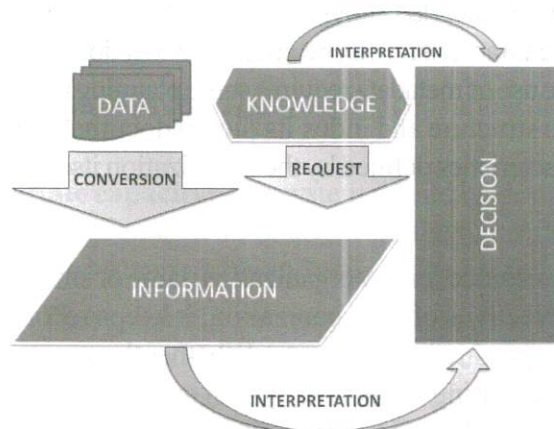 INTERPRETATION
DATA
KNOWLEDGE
CONVERSION
REQUEST
DECISION
INFORMATION
INTERPRETATION